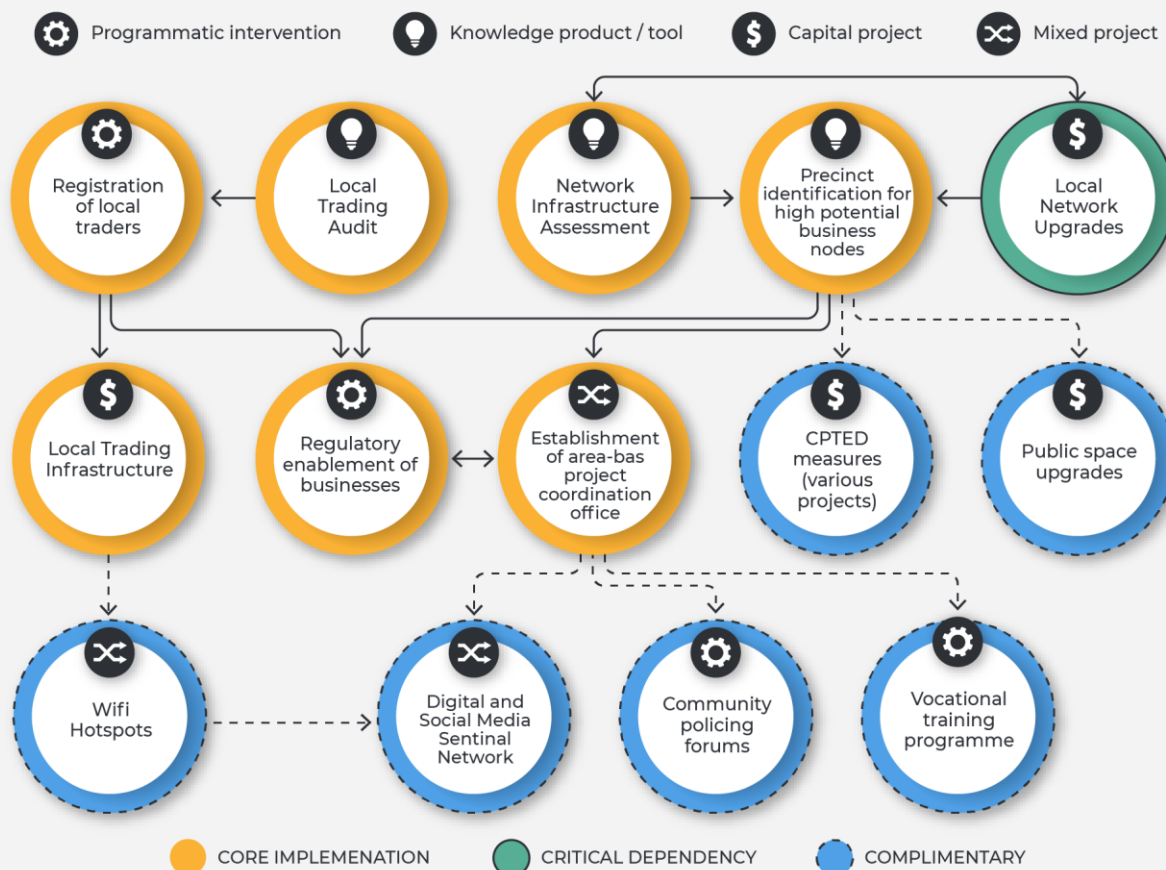 Programmatic intervention
Knowledge product / tool
Capital project
Mixed project
Registration
of local
traders
Local
Trading
Audit
Network
Infrastructure
Assessment
Precinct
identification for
high potential
business
nodes
Local
Network
Upgrades
Local Trading
Infrastructure
Regulatory
enablement of
businesses
Establishment
of area-bas
project
coordination
office
CPTED
measures
(various
projects)
Public space
upgrades
Wifi
Hotspots
Digital and
Social Media
Sentinal
Network
Community
policing
forums
Vocational
training
programme
CORE IMPLEMENATION
CRITICAL DEPENDENCY
COMPLIMENTARY